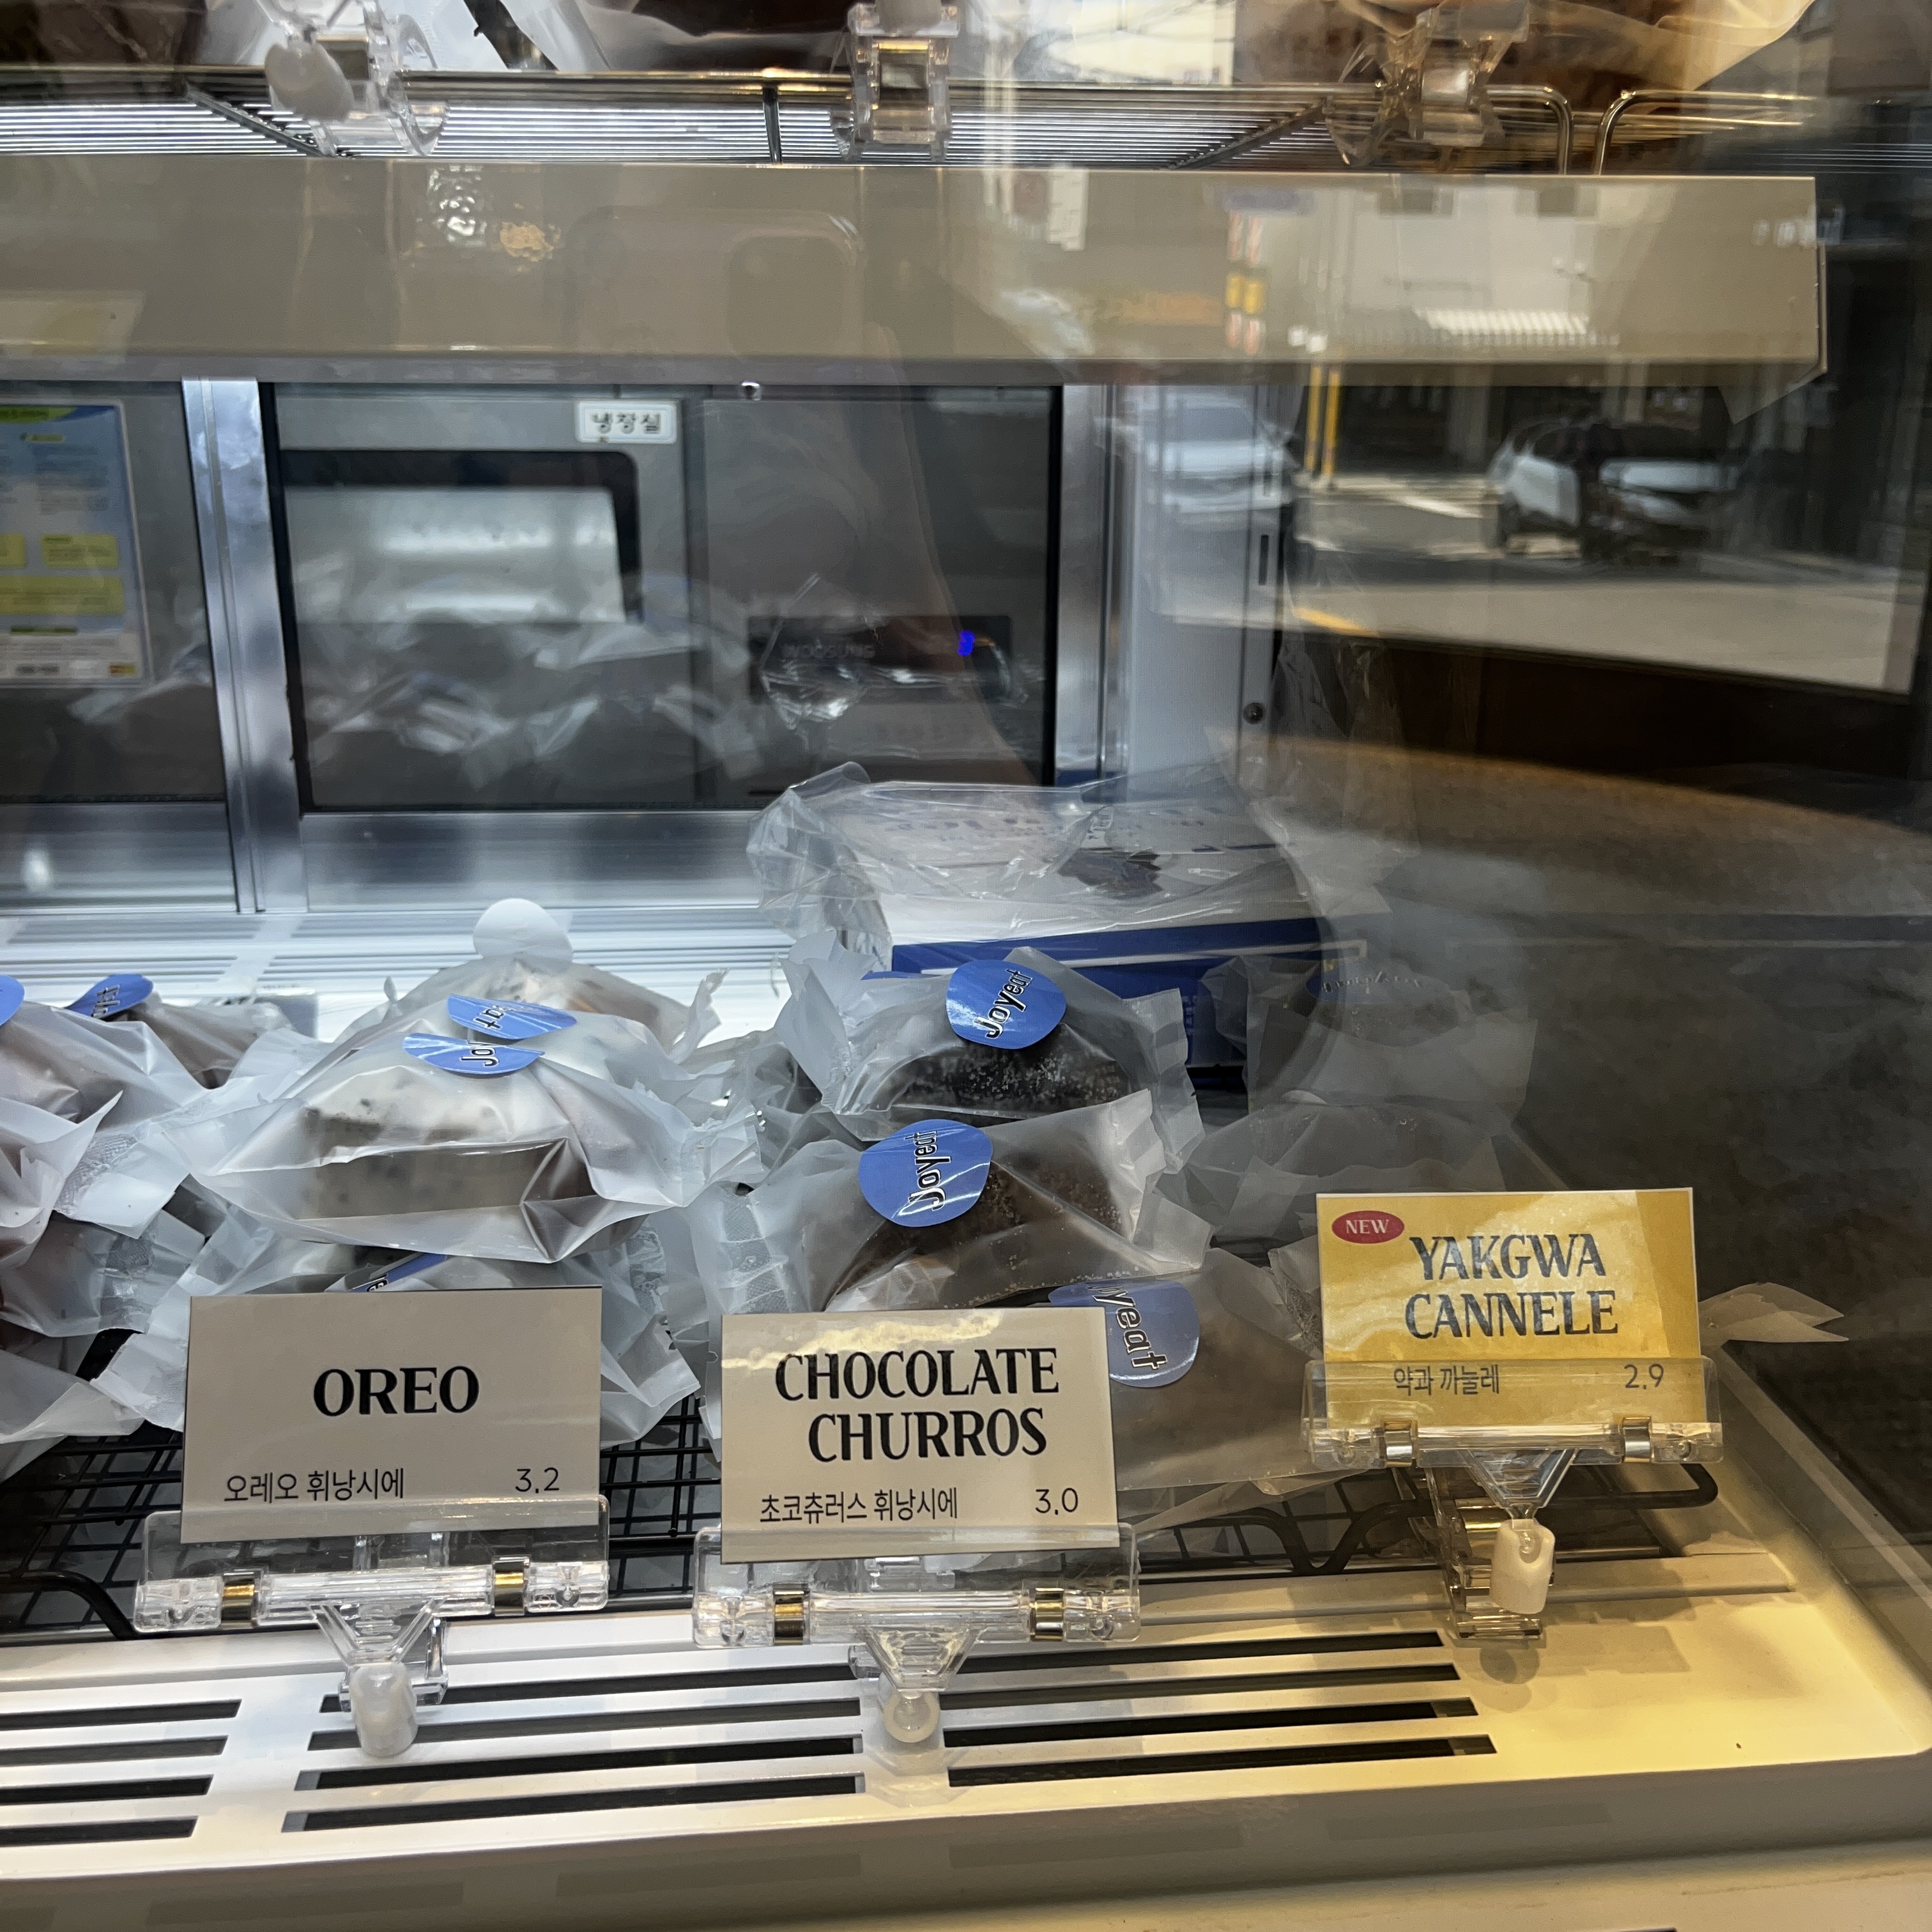 냉장실
WOOSUNG
Joyeat
Joyeat
NEW
YAKGWA
CANNELE
약과 까눌레 2.9
OREO
오레오 휘낭시에 3.2
CHOCOLATE
CHURROS
초코츄러스 휘낭시에 3.0